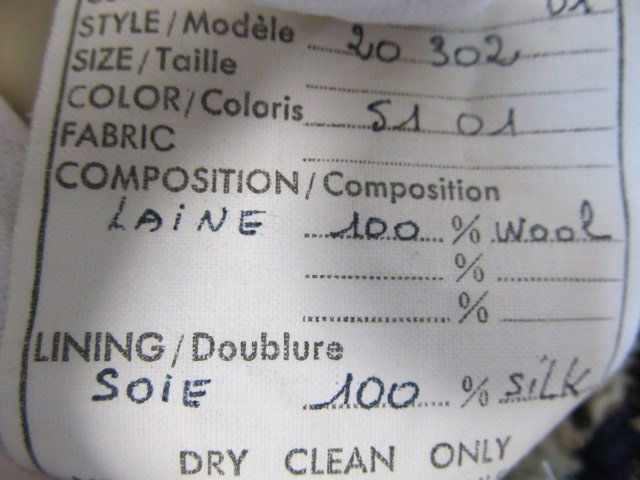 STYLE/Modèle 20 302
SIZE/Taille
COLOR/Coloris 51 01
FABRIC
COMPOSITION/Composition
LAINE 100 % wool
%
%
LINING/Doublure
SOIE 100 % SILK
DRY CLEAN ONLY